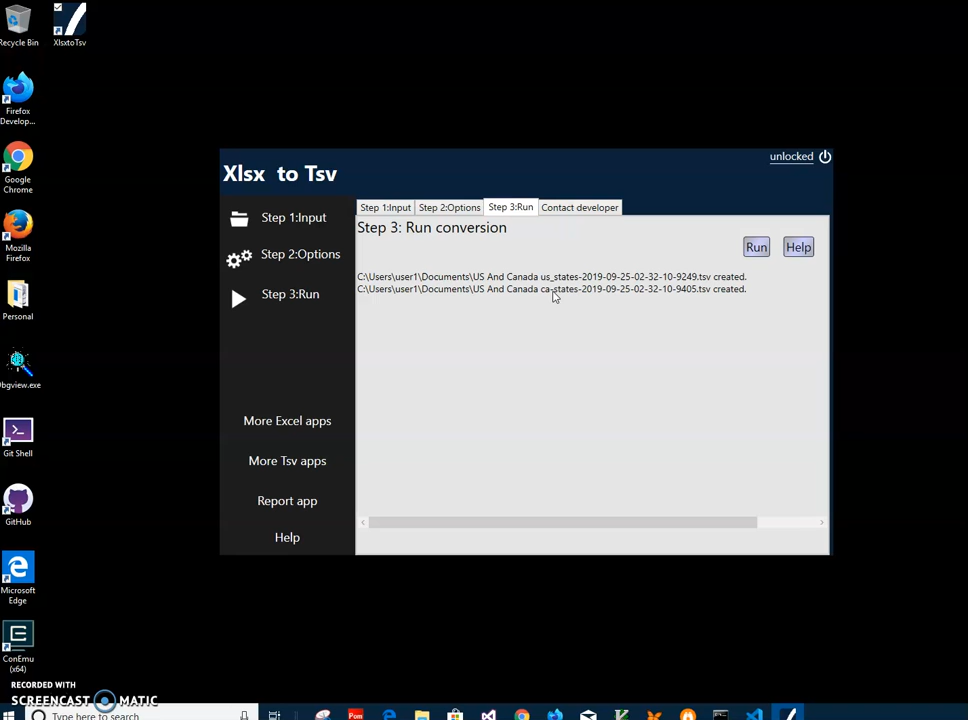 Recycle Bin
XlsxtoTsv
Firefox
Develop...
Google
Chrome
Mozilla
Firefox
Personal
Dbgview.exe
Git Shell
GitHub
Microsoft
Edge
ConEmu
(x64)
Xlsx to Tsv
unlocked
Step 1:Input
Step 2:Options
Step 3:Run
More Excel apps
More Tsv apps
Report app
Help
Step 1:Input Step 2:Options Step 3:Run Contact developer
Step 3: Run conversion
Run Help
C:\Users\user1\Documents\US And Canada us_states-2019-09-25-02-32-10-9249.tsv created.
C:\Users\user1\Documents\US And Canada ca-states-2019-09-25-02-32-10-9405.tsv created.
RECORDED WITH
SCREENCAST MATIC
Type here to search
Pom